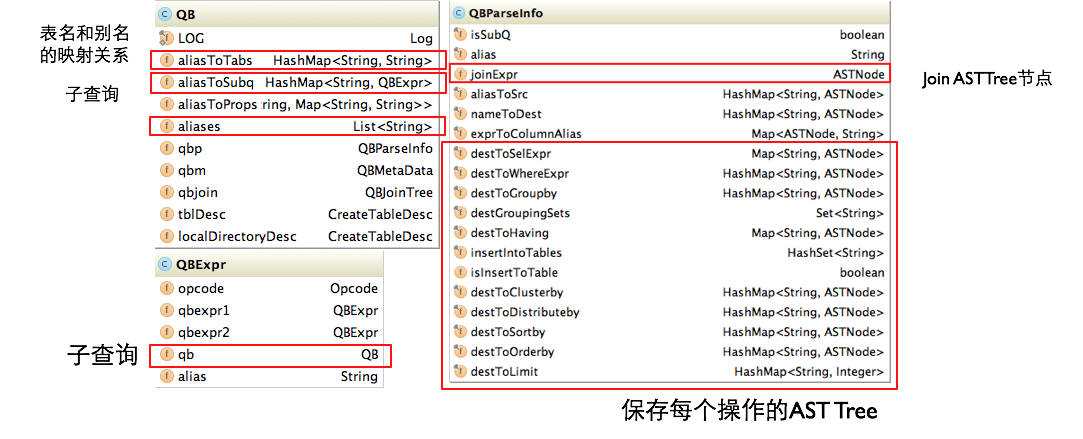 表名和别名
的映射关系
子查询
QB
LOG Log
aliasToTabs HashMap<String, String>
aliasToSubq HashMap<String, QBExpr>
aliasToProps ring, Map<String, String>>
aliases List<String>
qbp QBParseInfo
qbm QBMetaData
qbjoin QBJoinTree
tblDesc CreateTableDesc
localDirectoryDesc CreateTableDesc
子查询
QBExpr
opcode Opcode
qbexpr1 QBExpr
qbexpr2 QBExpr
qb QB
alias String
QBParseInfo
isSubQ boolean
alias String
joinExpr ASTNode
aliasToSrc HashMap<String, ASTNode>
nameToDest HashMap<String, ASTNode>
exprToColumnAlias Map<ASTNode, String>
destToSelExpr Map<String, ASTNode>
destToWhereExpr HashMap<String, ASTNode>
destToGroupby HashMap<String, ASTNode>
destGroupingSets Set<String>
destToHaving Map<String, ASTNode>
insertIntoTables HashSet<String>
isInsertToTable boolean
destToClusterby HashMap<String, ASTNode>
destToDistributeby HashMap<String, ASTNode>
destToSortby HashMap<String, ASTNode>
destToOrderby HashMap<String, ASTNode>
destToLimit HashMap<String, Integer>
Join ASTTree节点
保存每个操作的AST Tree